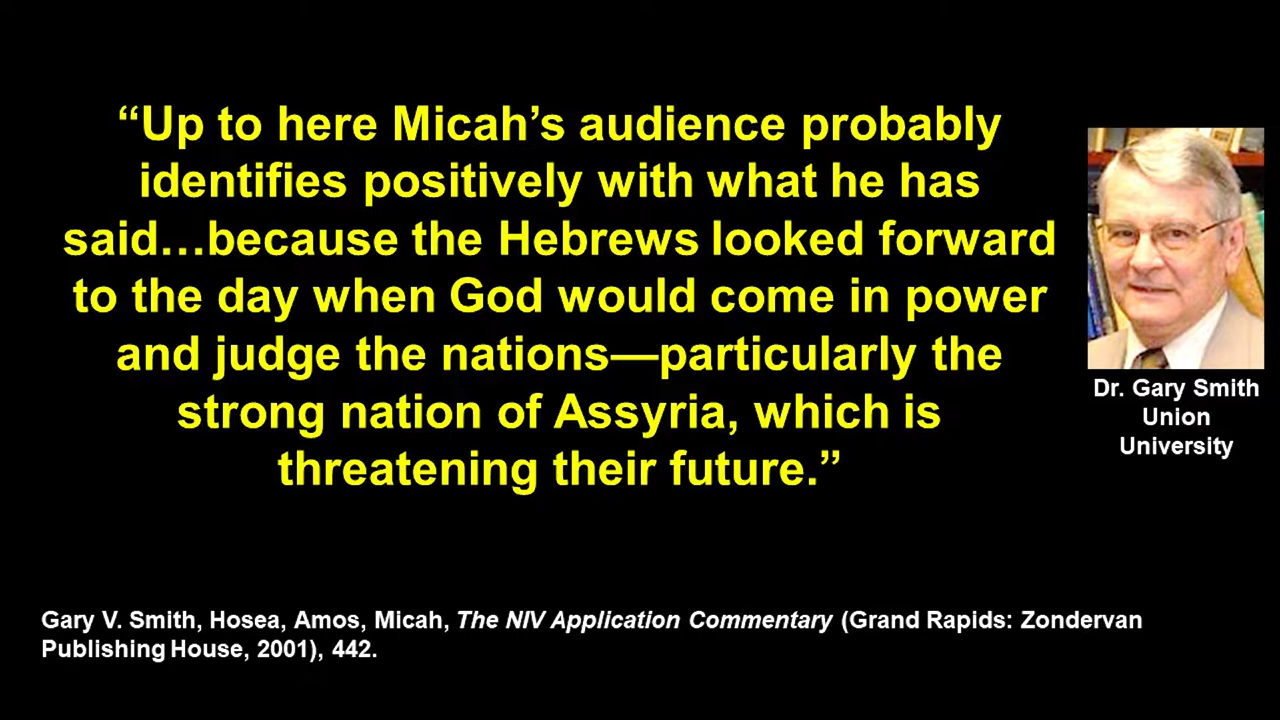 “Up to here Micah’s audience probably
identifies positively with what he has
said…because the Hebrews looked forward
to the day when God would come in power
and judge the nations—particularly the
strong nation of Assyria, which is
threatening their future.”
Dr. Gary Smith
Union
University
Gary V. Smith, Hosea, Amos, Micah, The NIV Application Commentary (Grand Rapids: Zondervan
Publishing House, 2001), 442.